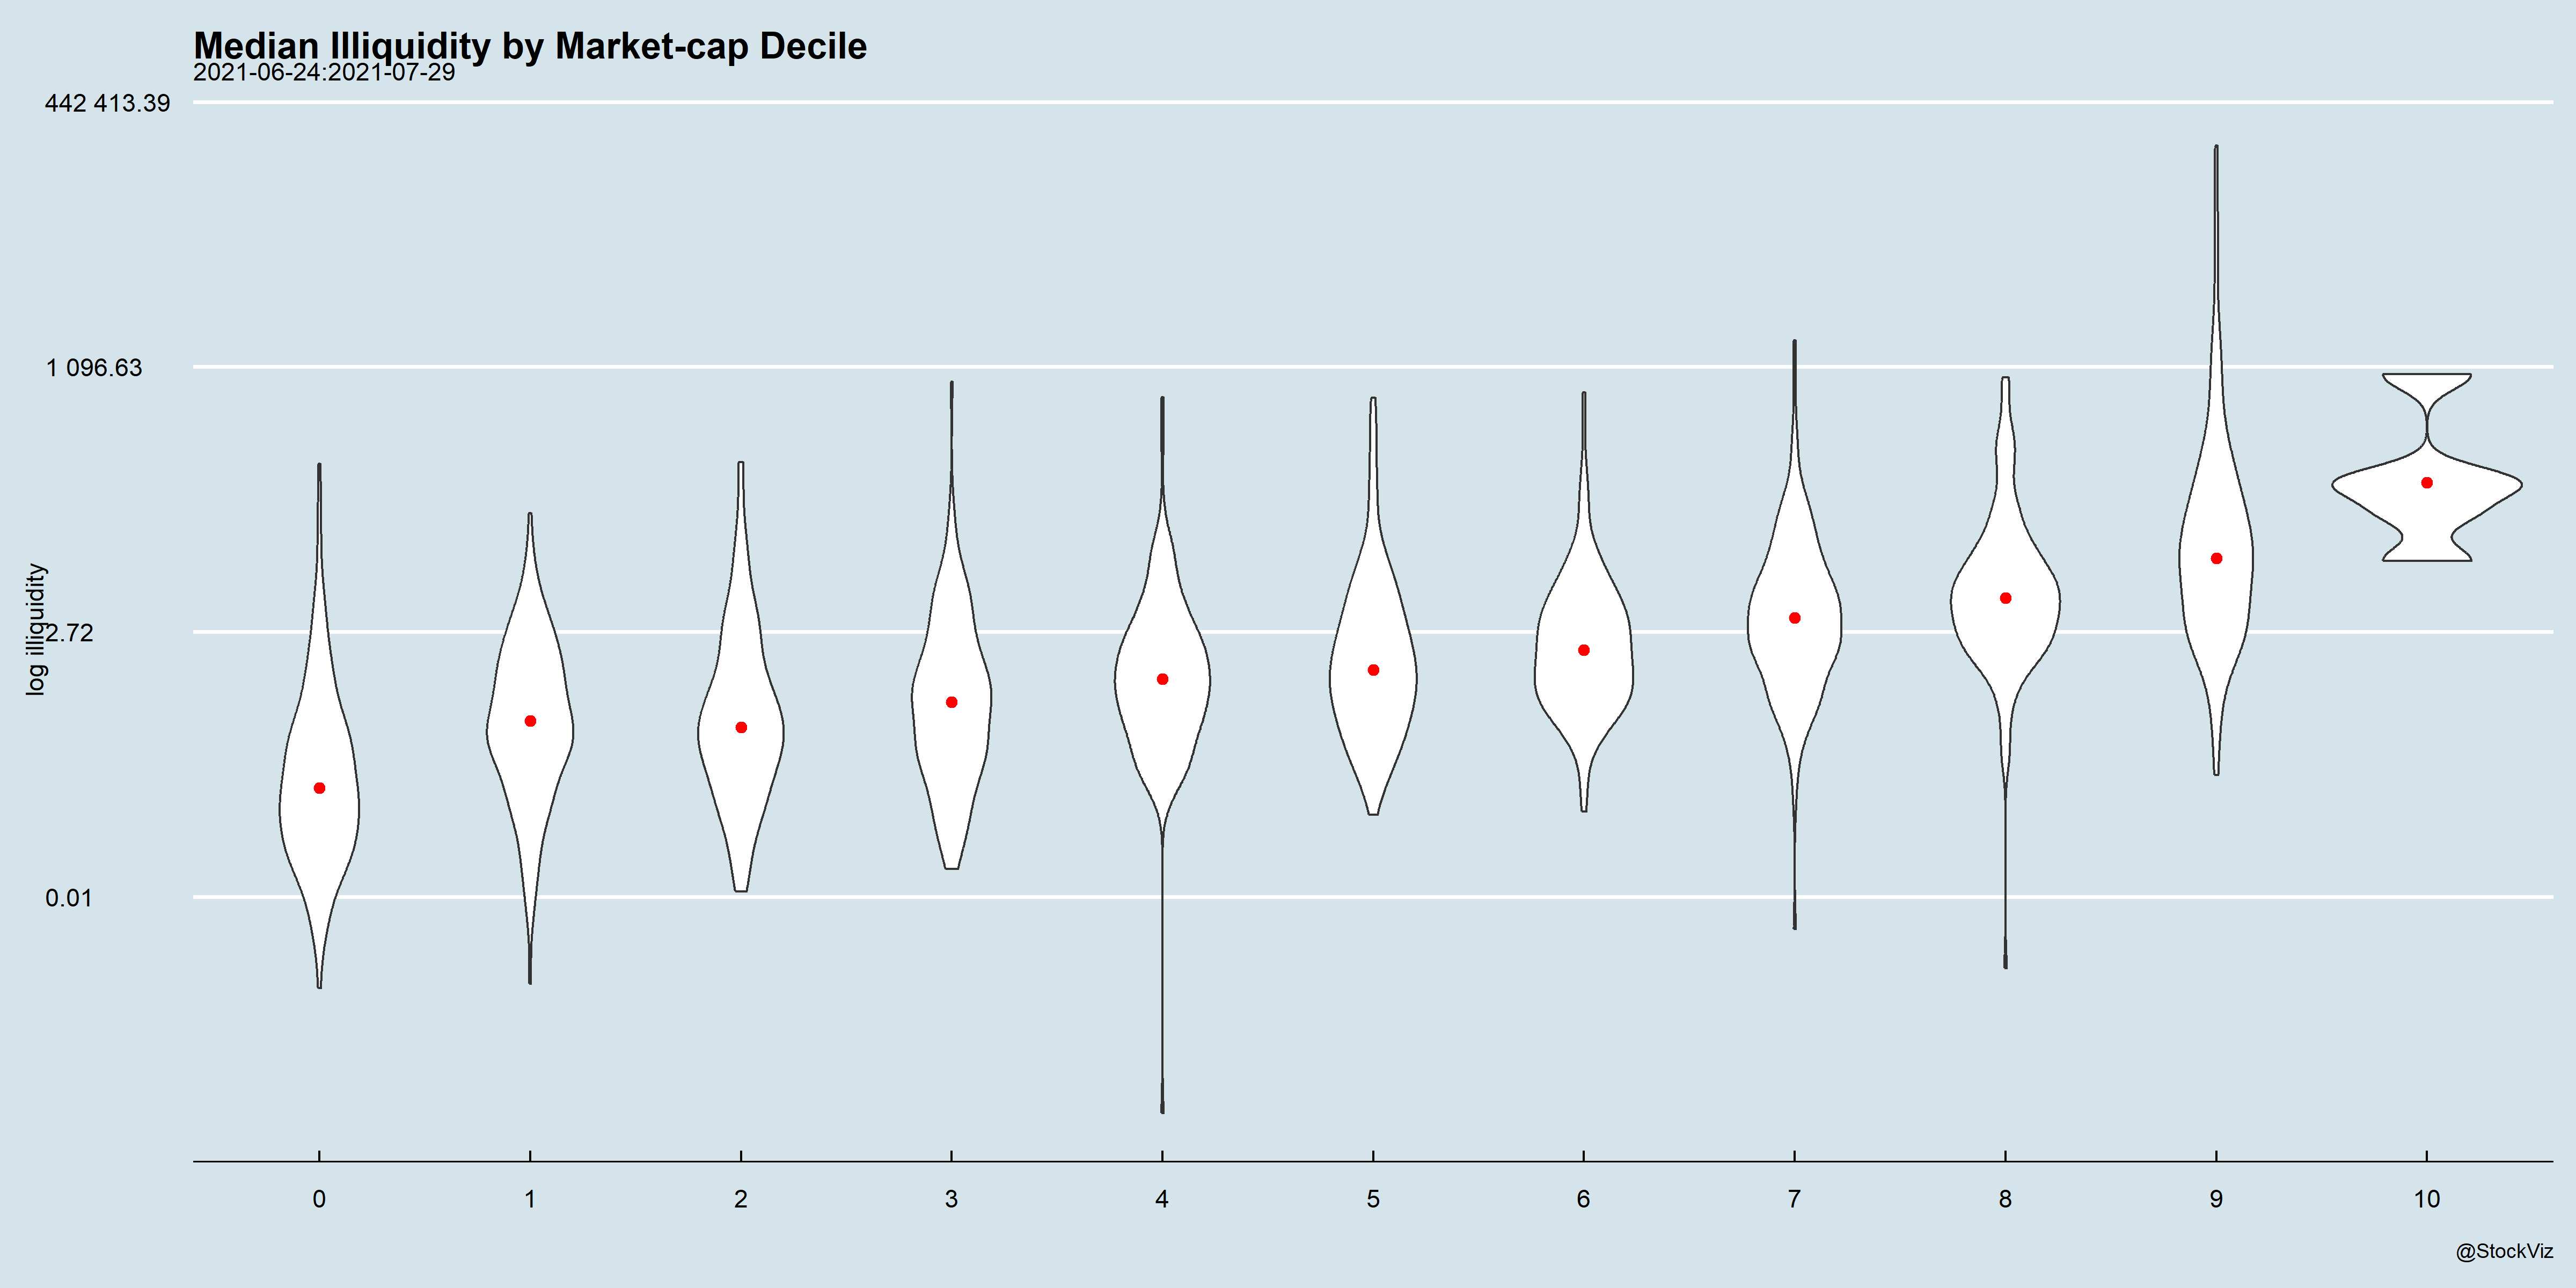 Median Illiquidity by Market-cap Decile
2021-06-24:2021-07-29
442 413.39
1 096.63
2.72
0.01
log illiquidity
0 1 2 3 4 5 6 7 8 9 10
@StockViz